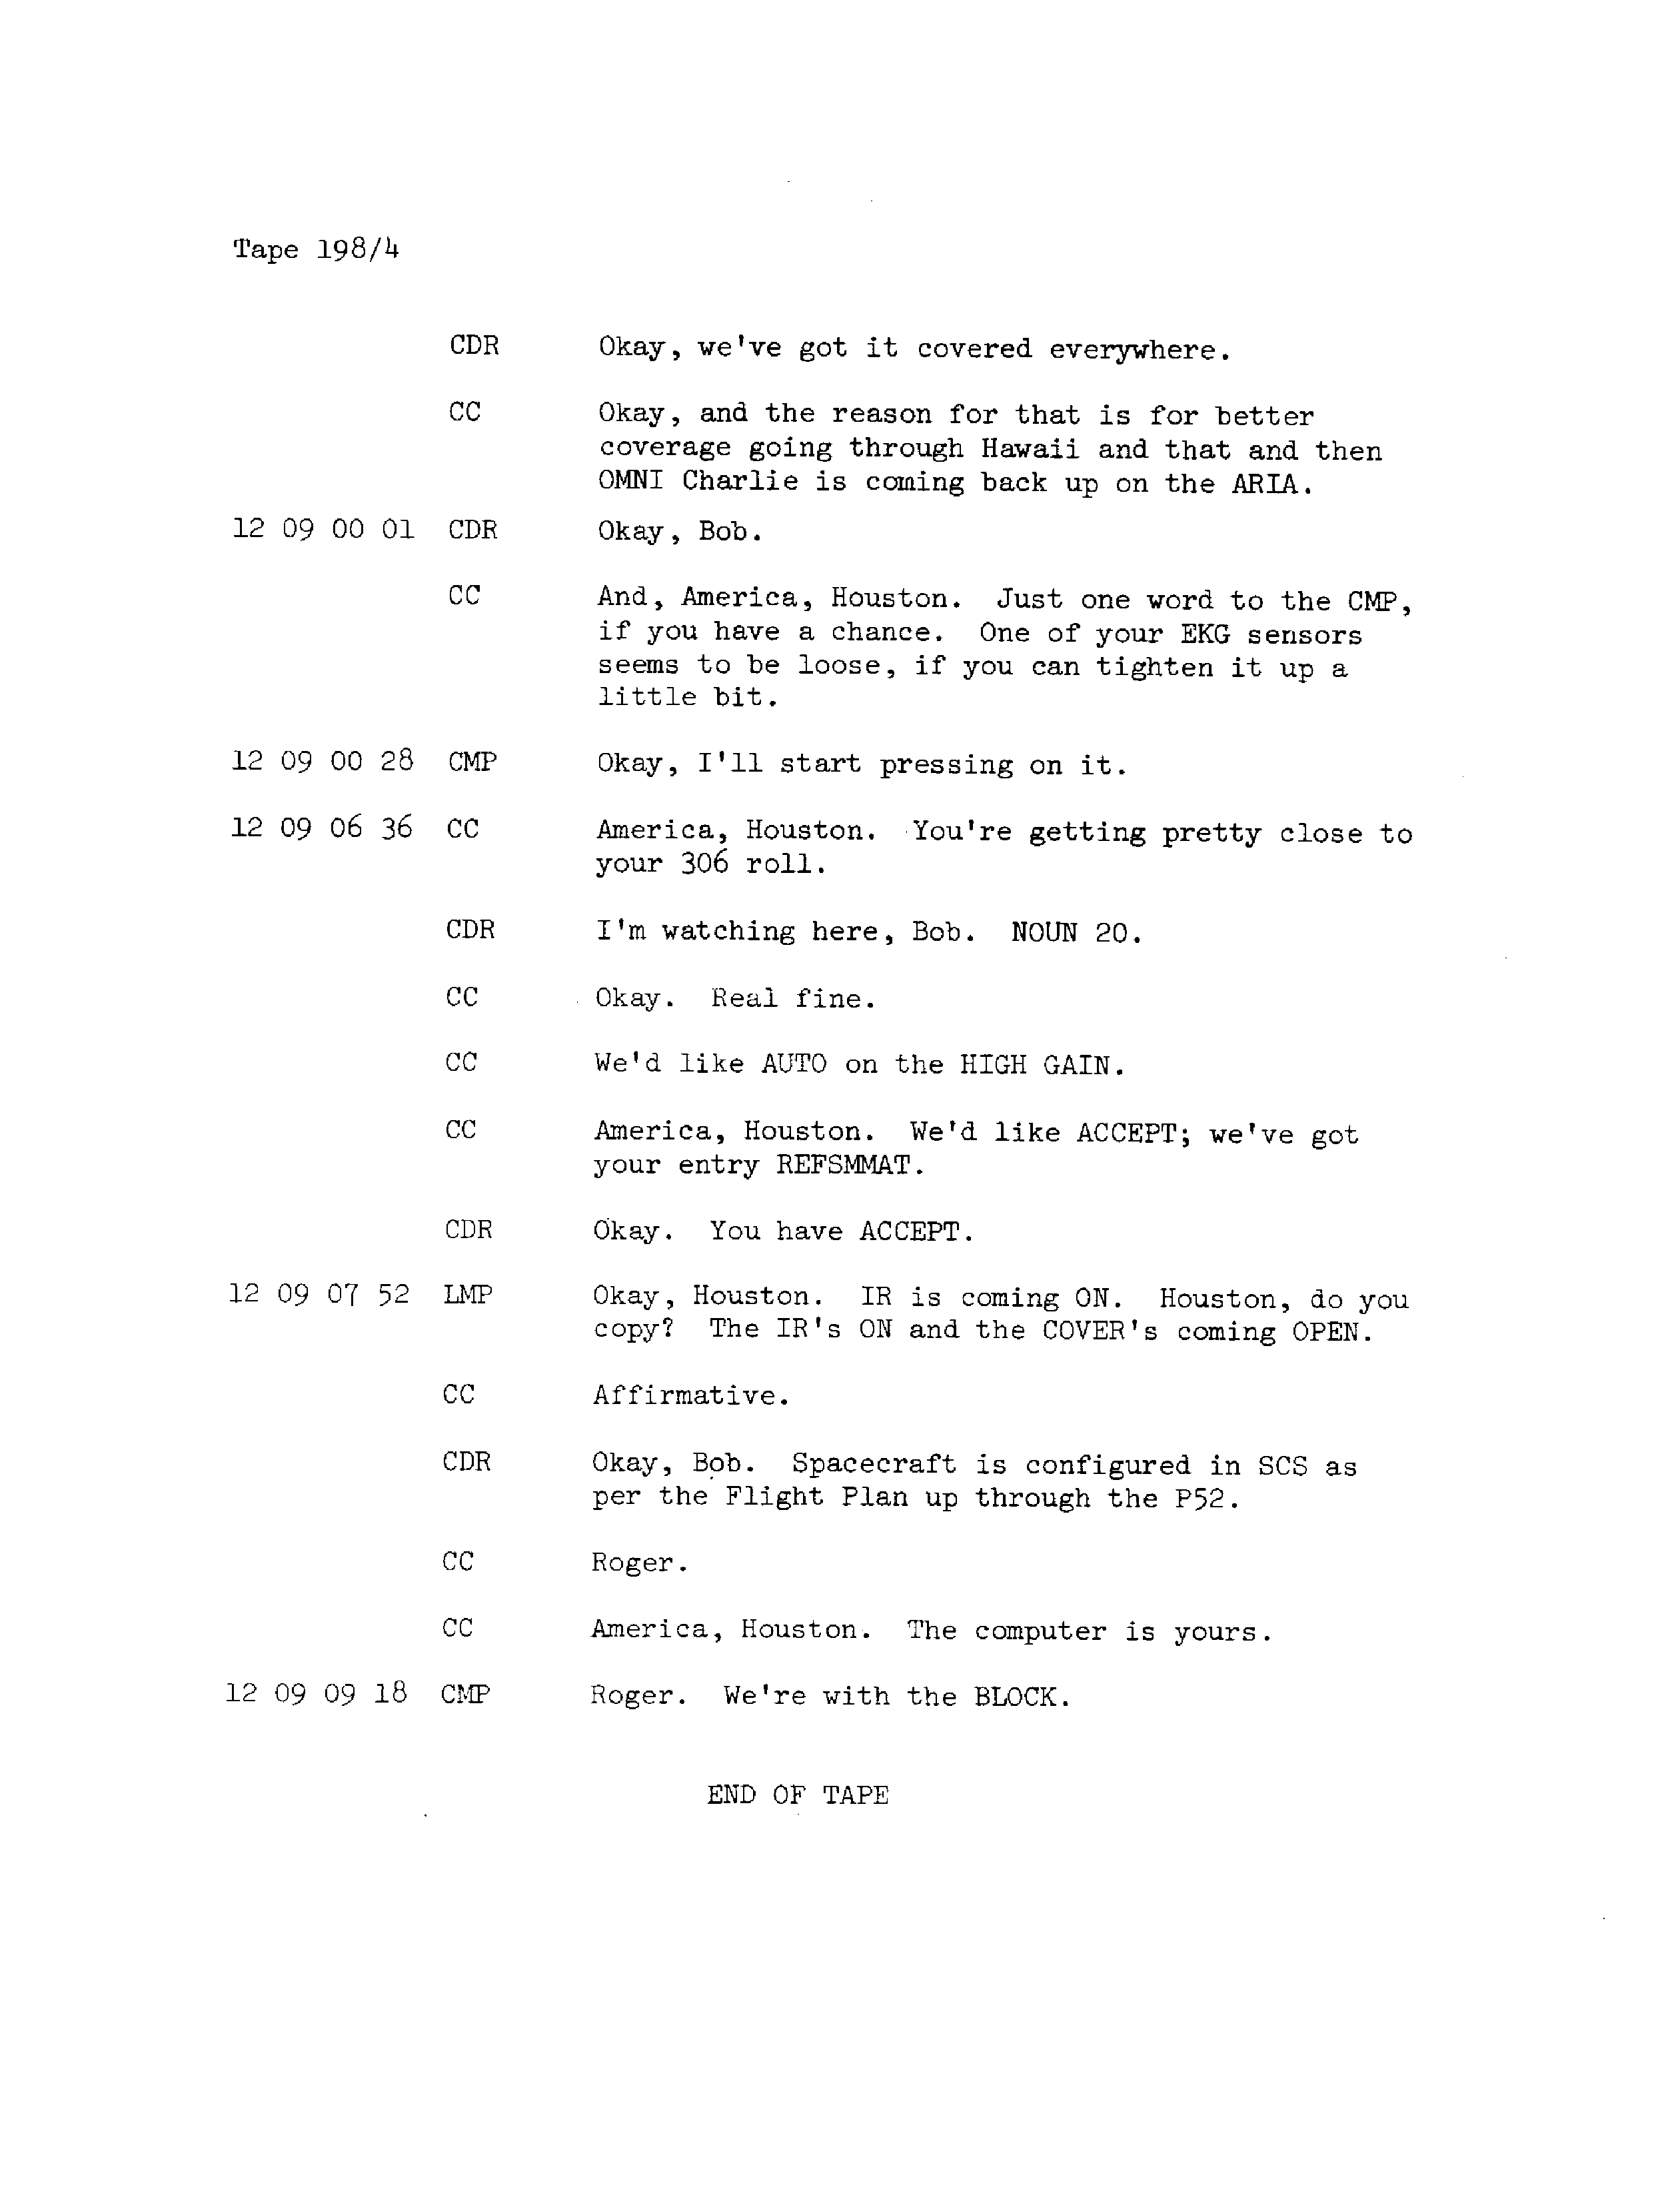 Tape 198/4
CDR Okay, we've got it covered everywhere.
CC Okay, and the reason for that is for better
coverage going through Hawaii and that and then
OMNI Charlie is coming back up on the ARIA.
12 09 00 01 CDR Okay, Bob.
CC And, America, Houston. Just one word to the CMP,
if you have a chance. One of your EKG sensors
seems to be loose, if you can tighten it up a
little bit.
12 09 00 28 CMP Okay, I'll start pressing on it.
12 09 06 36 CC America, Houston. You're getting pretty close to
your 306 roll.
CDR I'm watching here, Bob. NOUN 20.
CC Okay. Real fine.
CC We'd like AUTO on the HIGH GAIN.
CC America, Houston. We'd like ACCEPT; we've got
your entry REFSMMAT.
CDR Okay. You have ACCEPT.
12 09 07 52 LMP Okay, Houston. IR is coming ON. Houston, do you
copy? The IR's ON and the COVER's coming OPEN.
CC Affirmative.
CDR Okay, Bob. Spacecraft is configured in SCS as
per the Flight Plan up through the P52.
CC Roger.
CC America, Houston. The computer is yours.
12 09 09 18 CMP Roger. We're with the BLOCK.
END OF TAPE